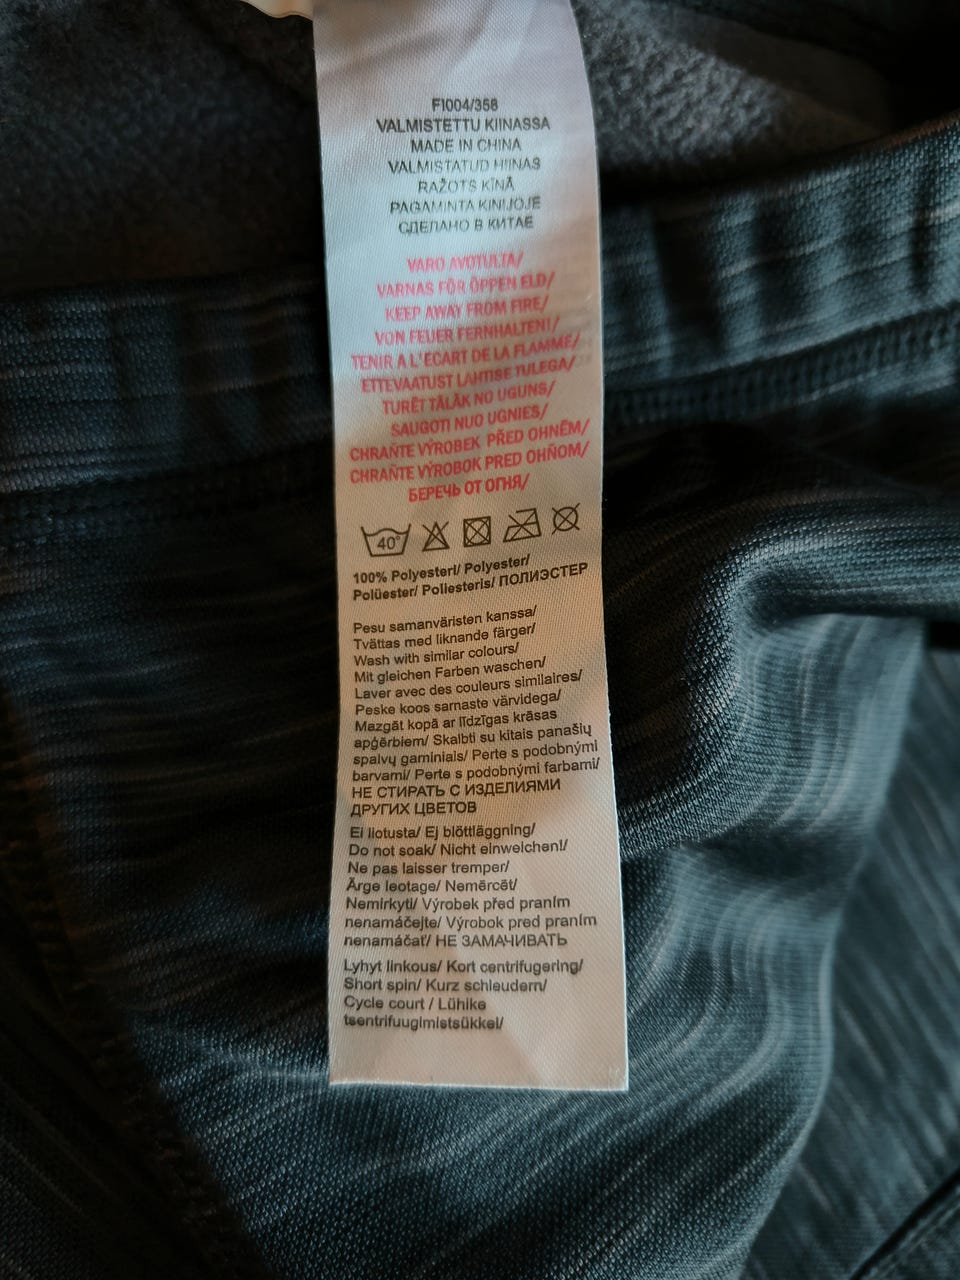 FI004/358
VALMISTETTU KIINASSA
MADE IN CHINA
VALMISTATUD HIINAS
RAŽOTS ĶĪNĀ
PAGAMINTA KINIJOJE
СДЕЛАНО В КИТАЕ
VARO AVOTULTA/
VARNAS FÖR ÖPPEN ELD/
KEEP AWAY FROM FIRE/
VON FEUER FERNHALTEN!/
TENIR A L'ECART DE LA FLAMME/
ETTEVAATUST LAHTISE TULEGA/
TURĒT TĀLĀK NO UGUNS/
SAUGOTI NUO UGNIES/
CHRAŇTE VÝROBEK PŘED OHNĚM/
CHRAŇTE VÝROBOK PRED OHŇOM/
БЕРЕЧЬ ОТ ОГНЯ/
40°
100% Polyesteri/ Polyester/
Polüester/ Poliesteris/ ПОЛИЭСТЕР
Pesu samanväristen kanssa/
Tvättas med liknande färger/
Wash with similar colours/
Mit gleichen Farben waschen/
Laver avec des couleurs similaires/
Peske koos sarnaste värvidega/
Mazgāt kopā ar līdzīgas krāsas
apģērbiem/ Skalbti su kitais panašių
spalvų gaminiais/ Perte s podobnými
barvami/ Perte s podobnými farbami/
НЕ СТИРАТЬ С ИЗДЕЛИЯМИ
ДРУГИХ ЦВЕТОВ
Ei liotusta/ Ej blöttläggning/
Do not soak/ Nicht einweichen!/
Ne pas laisser tremper/
Ärge leotage/ Nemērcēt/
Nemirkyti/ Výrobek před praním
nenamáčejte/ Výrobok pred praním
nenamáčať/ НЕ ЗАМАЧИВАТЬ
Lyhyt linkous/ Kort centrifugering/
Short spin/ Kurz schleudern/
Cycle court / Lühike
tsentrifuugimistsükkel/